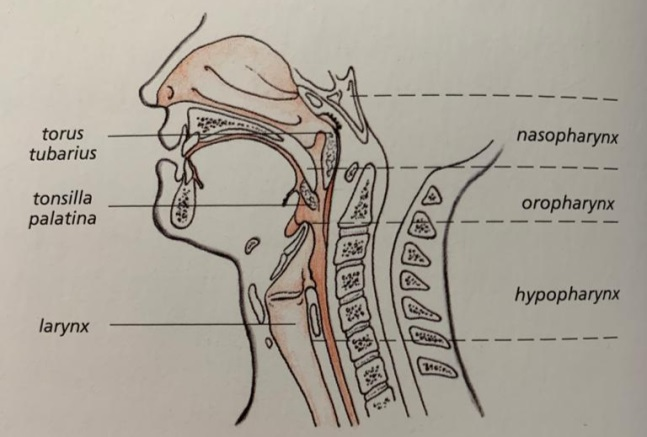 torus
tubarius
tonsilla
palatina
larynx
nasopharynx
oropharynx
hypopharynx